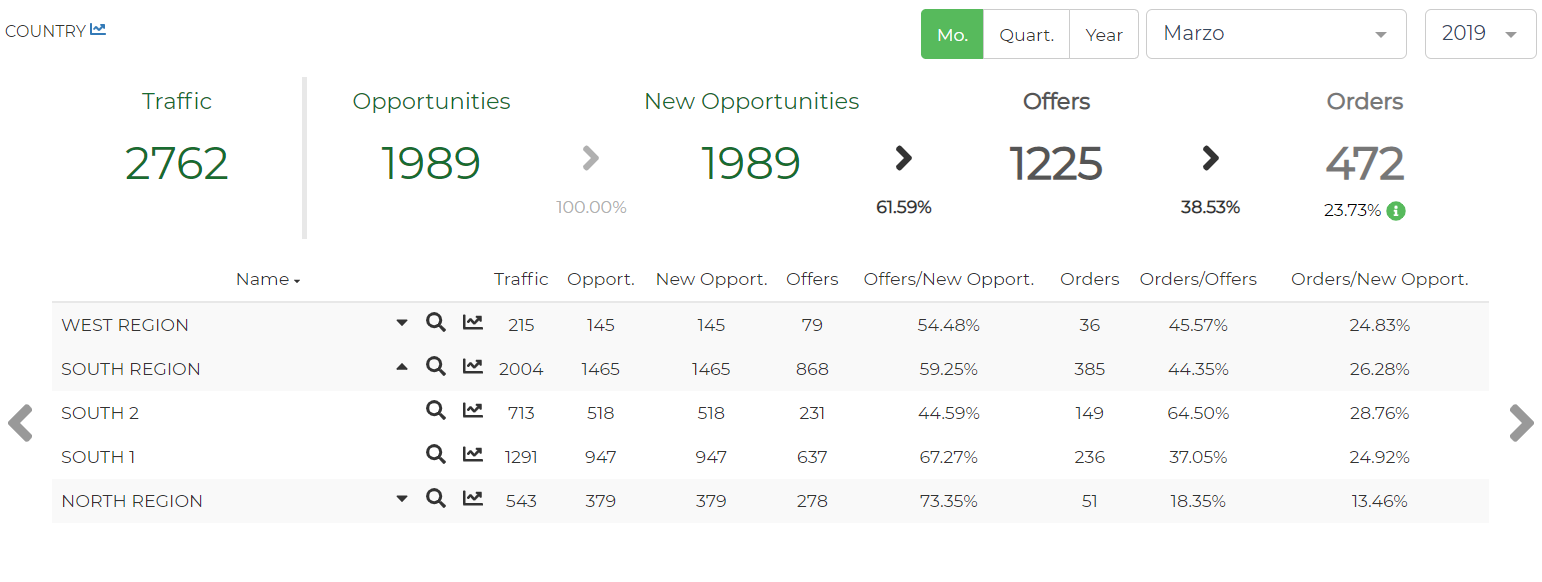 COUNTRY Mo. Quart. Year Marzo 2019
Traffic Opportunities New Opportunities Offers Orders
2762 1989 1989 1225 472
100.00% 61.59% 38.53% 23.73%
Name Traffic Opport. New Opport. Offers Offers/New Opport. Orders Orders/Offers Orders/New Opport.
WEST REGION 215 145 145 79 54.48% 36 45.57% 24.83%
SOUTH REGION 2004 1465 1465 868 59.25% 385 44.35% 26.28%
SOUTH 2 713 518 518 231 44.59% 149 64.50% 28.76%
SOUTH 1 1291 947 947 637 67.27% 236 37.05% 24.92%
NORTH REGION 543 379 379 278 73.35% 51 18.35% 13.46%